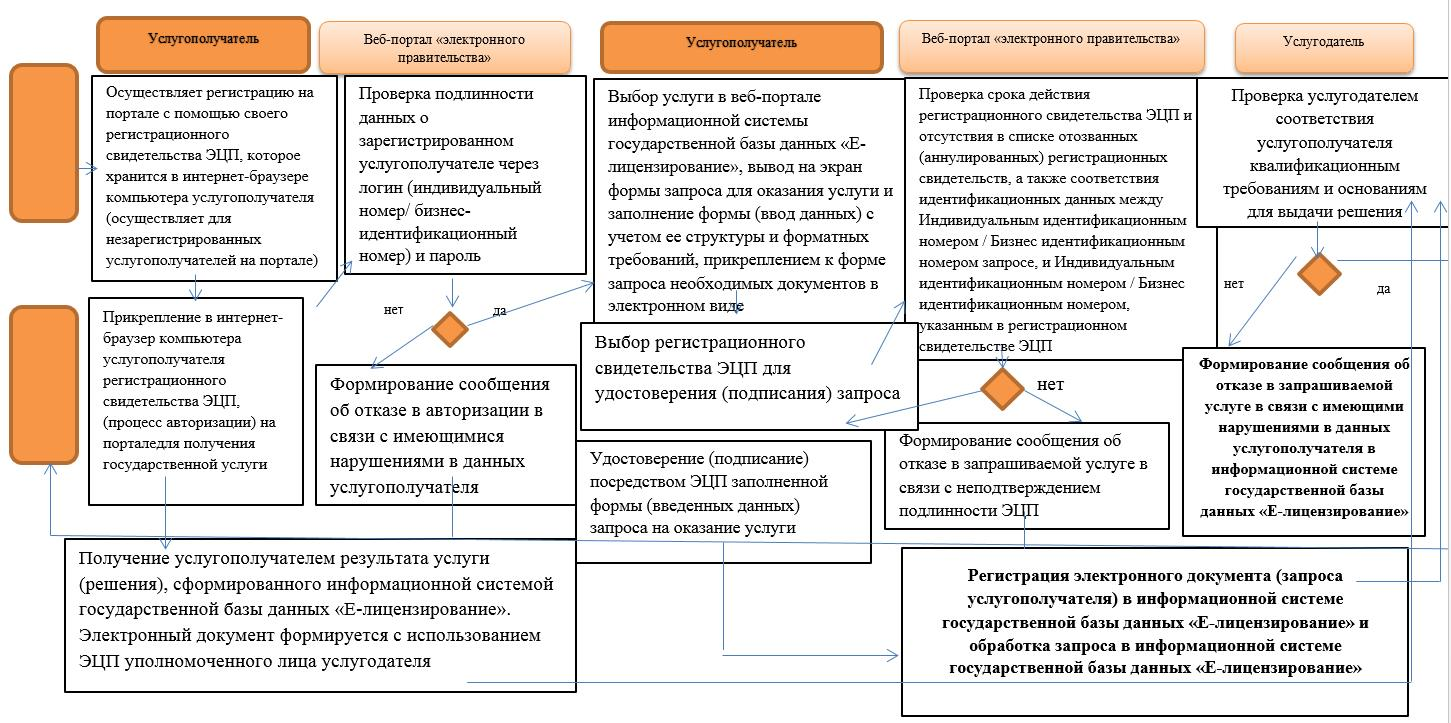 Услугополучатель
Веб-портал «электронного
правительства»
Услугополучатель
Веб-портал «электронного правительства»
Услугодатель
Осуществляет регистрацию на
портале с помощью своего
регистрационного
свидетельства ЭЦП, которое
хранится в интернет-браузере
компьютера услугополучателя
(осуществляет для
незарегистрированных
услугополучателей на портале)
Прикрепление в интернет-
браузер компьютера
услугополучателя
регистрационного
свидетельства ЭЦП,
(процесс авторизации) на
порталедля получения
государственной услуги
Проверка подлинности
данных о
зарегистрированном
услугополучателе через
логин (индивидуальный
номер/ бизнес-
идентификационный
номер) и пароль
нет
да
Формирование сообщения
об отказе в авторизации в
связи с имеющимися
нарушениями в данных
услугополучателя
Выбор услуги в веб-портале
информационной системы
государственной базы данных «Е-
лицензирование», вывод на экран
формы запроса для оказания услуги и
заполнение формы (ввод данных) с
учетом ее структуры и форматных
требований, прикреплением к форме
запроса необходимых документов в
электронном виде
Выбор регистрационного
свидетельства ЭЦП для
удостоверения (подписания) запроса
Удостоверение (подписание)
посредством ЭЦП заполненной
формы (введенных данных)
запроса на оказание услуги
Проверка срока действия
регистрационного свидетельства ЭЦП и
отсутствия в списке отозванных
(аннулированных) регистрационных
свидетельств, а также соответствия
идентификационных данных между
Индивидуальным идентификационным
номером / Бизнес идентификационным
номером запросе, и Индивидуальным
идентификационным номером / Бизнес
идентификационным номером,
указанным в регистрационном
свидетельстве ЭЦП
нет
Формирование сообщения об
отказе в запрашиваемой услуге в
связи с неподтверждением
подлинности ЭЦП
Проверка услугодателем
соответствия
услугополучателя
квалификационным
требованиям и основаниям
для выдачи решения
нет
да
Формирование сообщения об
отказе в запрашиваемой
услуге в связи с имеющими
нарушениями в данных
услугополучателя в
информационной системе
государственной базы
данных «Е-лицензирование»
Получение услугополучателем результата услуги
(решения), сформированного информационной системой
государственной базы данных «Е-лицензирование».
Электронный документ формируется с использованием
ЭЦП уполномоченного лица услугодателя
Регистрация электронного документа (запроса
услугополучателя) в информационной системе
государственной базы данных «Е-лицензирование» и
обработка запроса в информационной системе
государственной базы данных «Е-лицензирование»